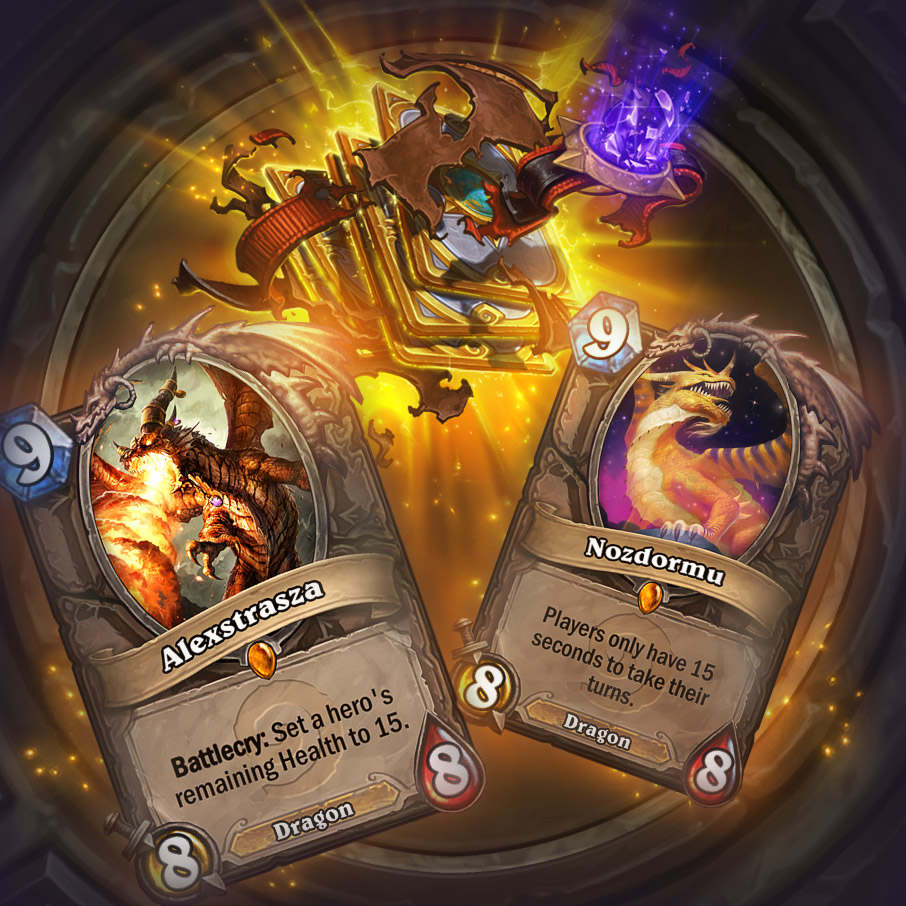 9
Alexstrasza
Battlecry: Set a hero's
remaining Health to 15.
8
Dragon
8
9
Nozdormu
Players only have 15
seconds to take their
turns.
8
Dragon
8